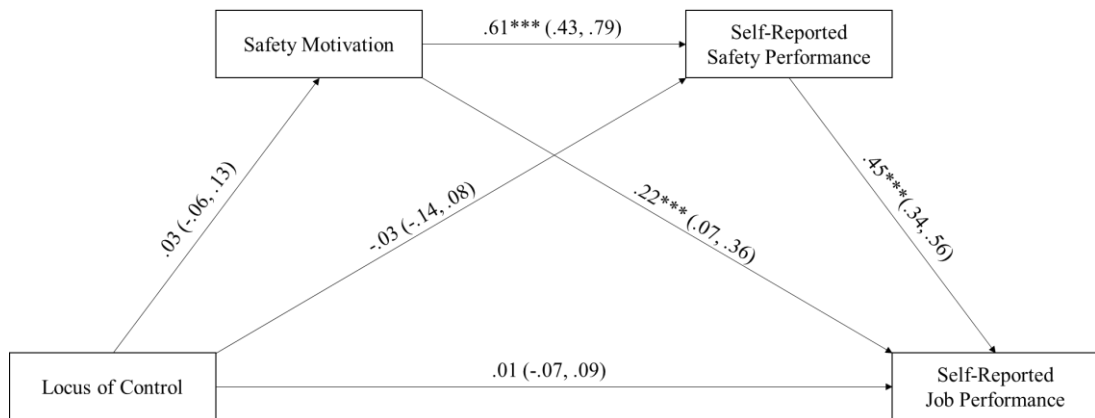 Safety Motivation
.61*** (.43, .79)
Self-Reported
Safety Performance
.03 (-.06, .13)
-.03 (-.14, .08)
.22*** (.07, .36)
.45***(.34, .56)
Locus of Control
.01 (-.07, .09)
Self-Reported
Job Performance